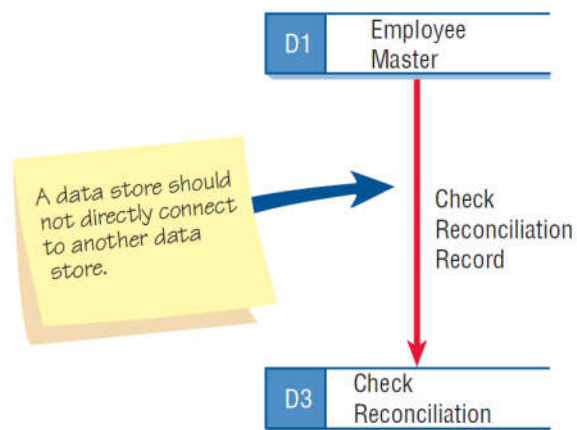 D1
Employee
Master
A data store should
not directly connect
to another data
store.
Check
Reconciliation
Record
D3
Check
Reconciliation